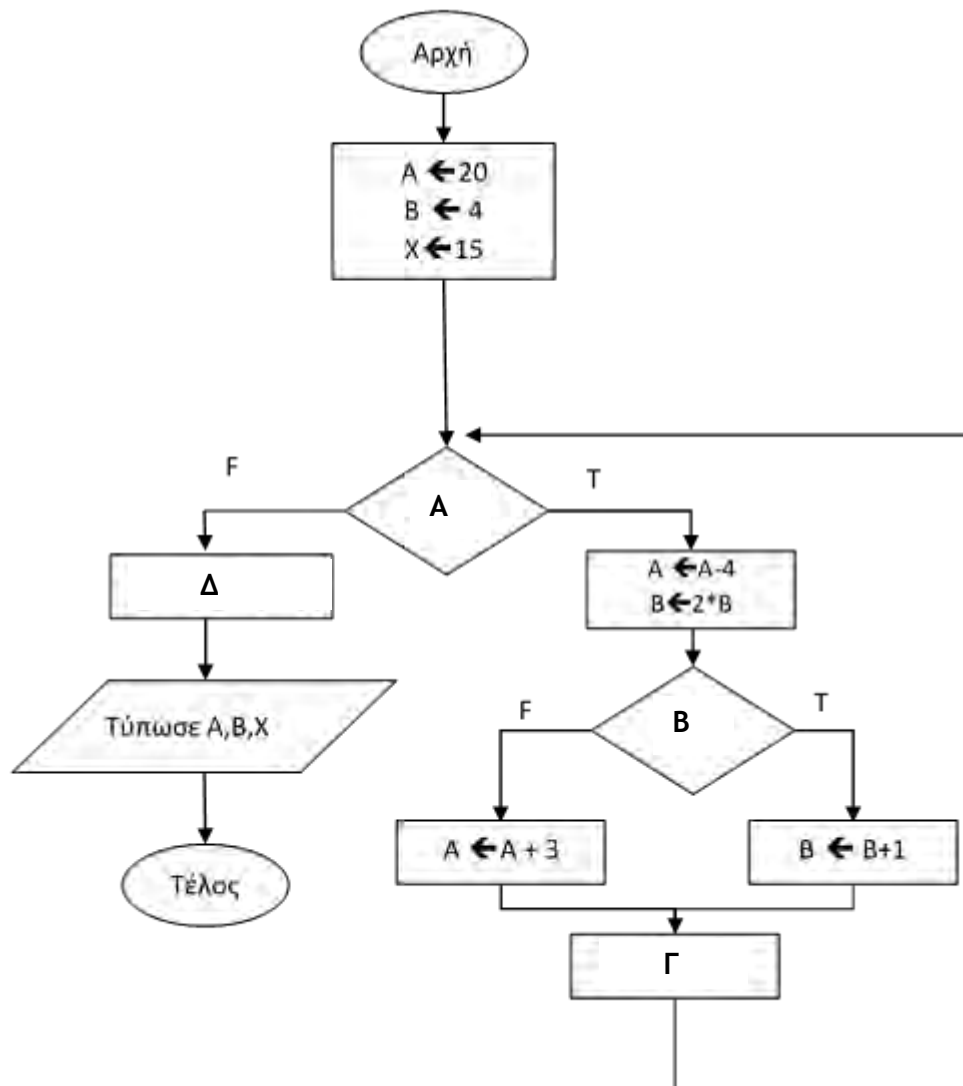 Αρχή
A 🡸 20
B 🡸 4
X 🡸 15
F
T
Α
Δ
A 🡸 A-4
B 🡸 2*B
Τύπωσε Α,Β,Χ
F
T
Β
A 🡸 A + 3
B 🡸 B+1
Τέλος
Γ